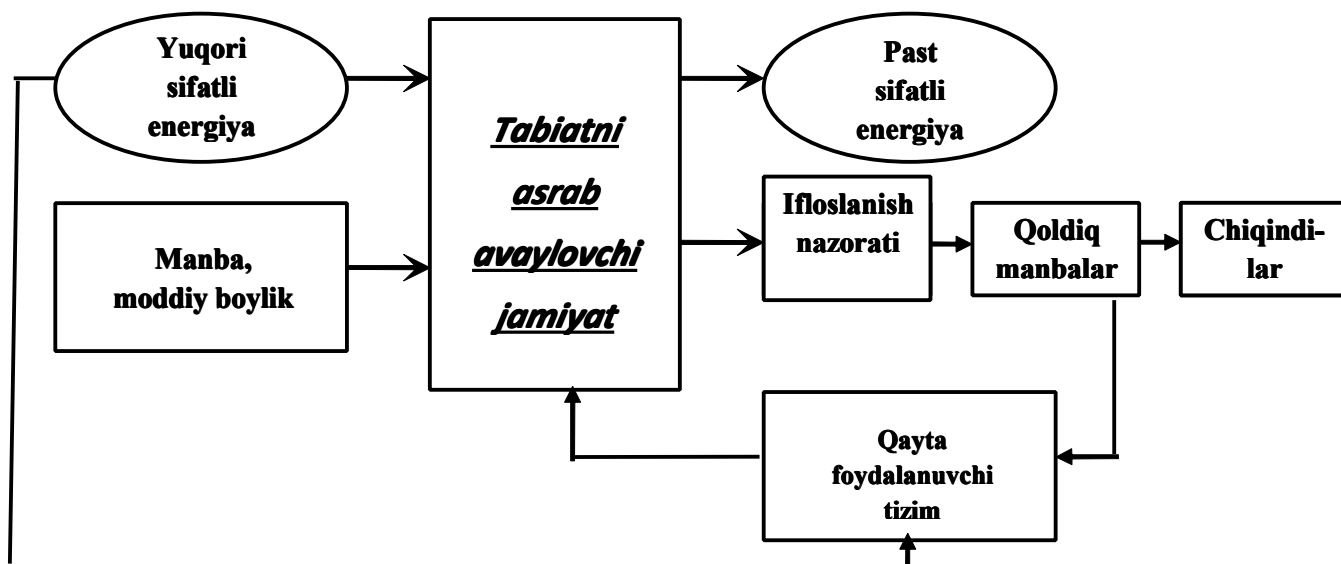 Yuqori
sifatli
energiya
Tabiatni
asrab
avaylovchi
jamiyat
Past
sifatli
energiya
Manba,
moddiy boylik
Ifloslanish
nazorati
Qoldiq
manbalar
Chiqindi-
lar
Qayta
foydalanuvchi
tizim